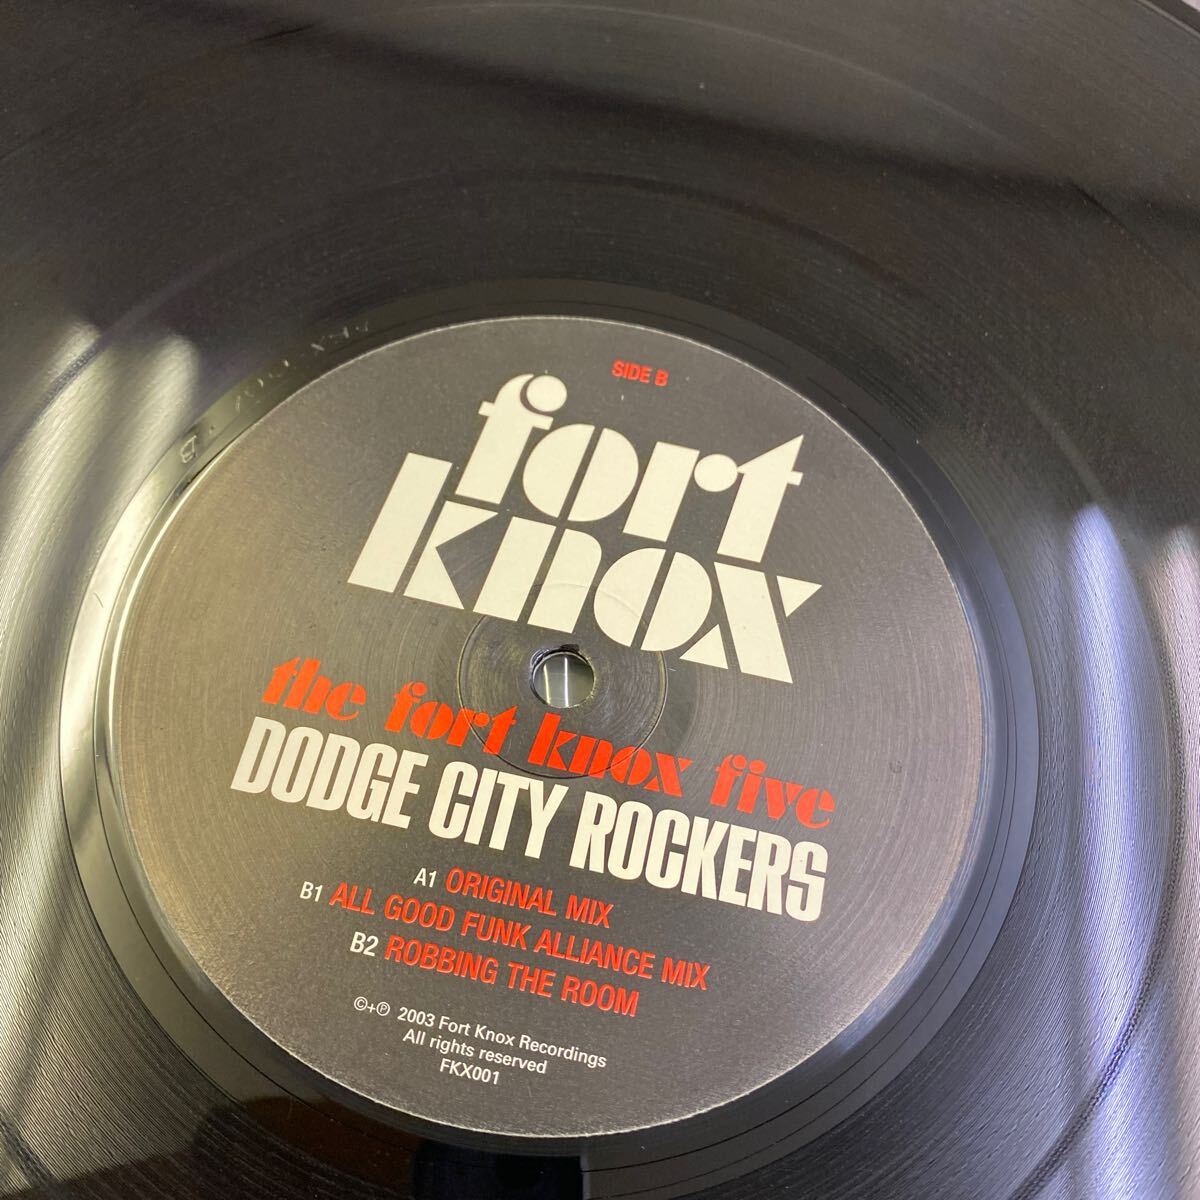 SIDE B
fort
knox
the fort knox five
DODGE CITY ROCKERS
A1 ORIGINAL MIX
B1 ALL GOOD FUNK ALLIANCE MIX
B2 ROBBING THE ROOM
©+℗ 2003 Fort Knox Recordings
All rights reserved
FKX001